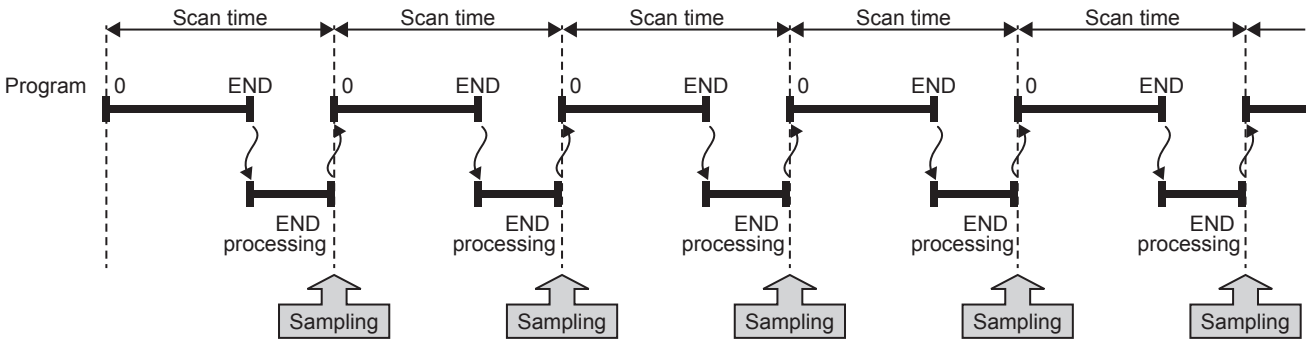 Scan time Scan time Scan time Scan time Scan time
Program 0 END 0 END 0 END 0 END 0 END
END END END END END
processing processing processing processing processing
Sampling Sampling Sampling Sampling Sampling